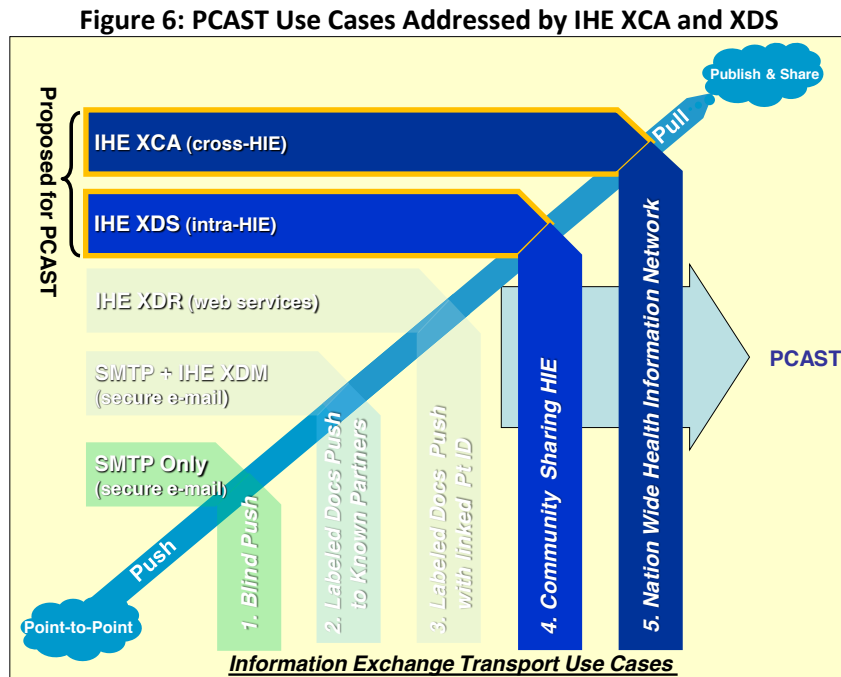 Figure 6: PCAST Use Cases Addressed by IHE XCA and XDS
Publish & Share
Pull
Proposed for PCAST
IHE XCA (cross-HIE)
IHE XDS (intra-HIE)
IHE XDR (web services)
SMTP + IHE XDM
(secure e-mail)
SMTP Only
(secure e-mail)
Push
Point-to-Point
1. Blind Push
2. Labeled Docs Push
to Known Partners
3. Labeled Docs Push
with linked Pt ID
4. Community Sharing HIE
5. Nation Wide Health Information Network
PCAST
Information Exchange Transport Use Cases